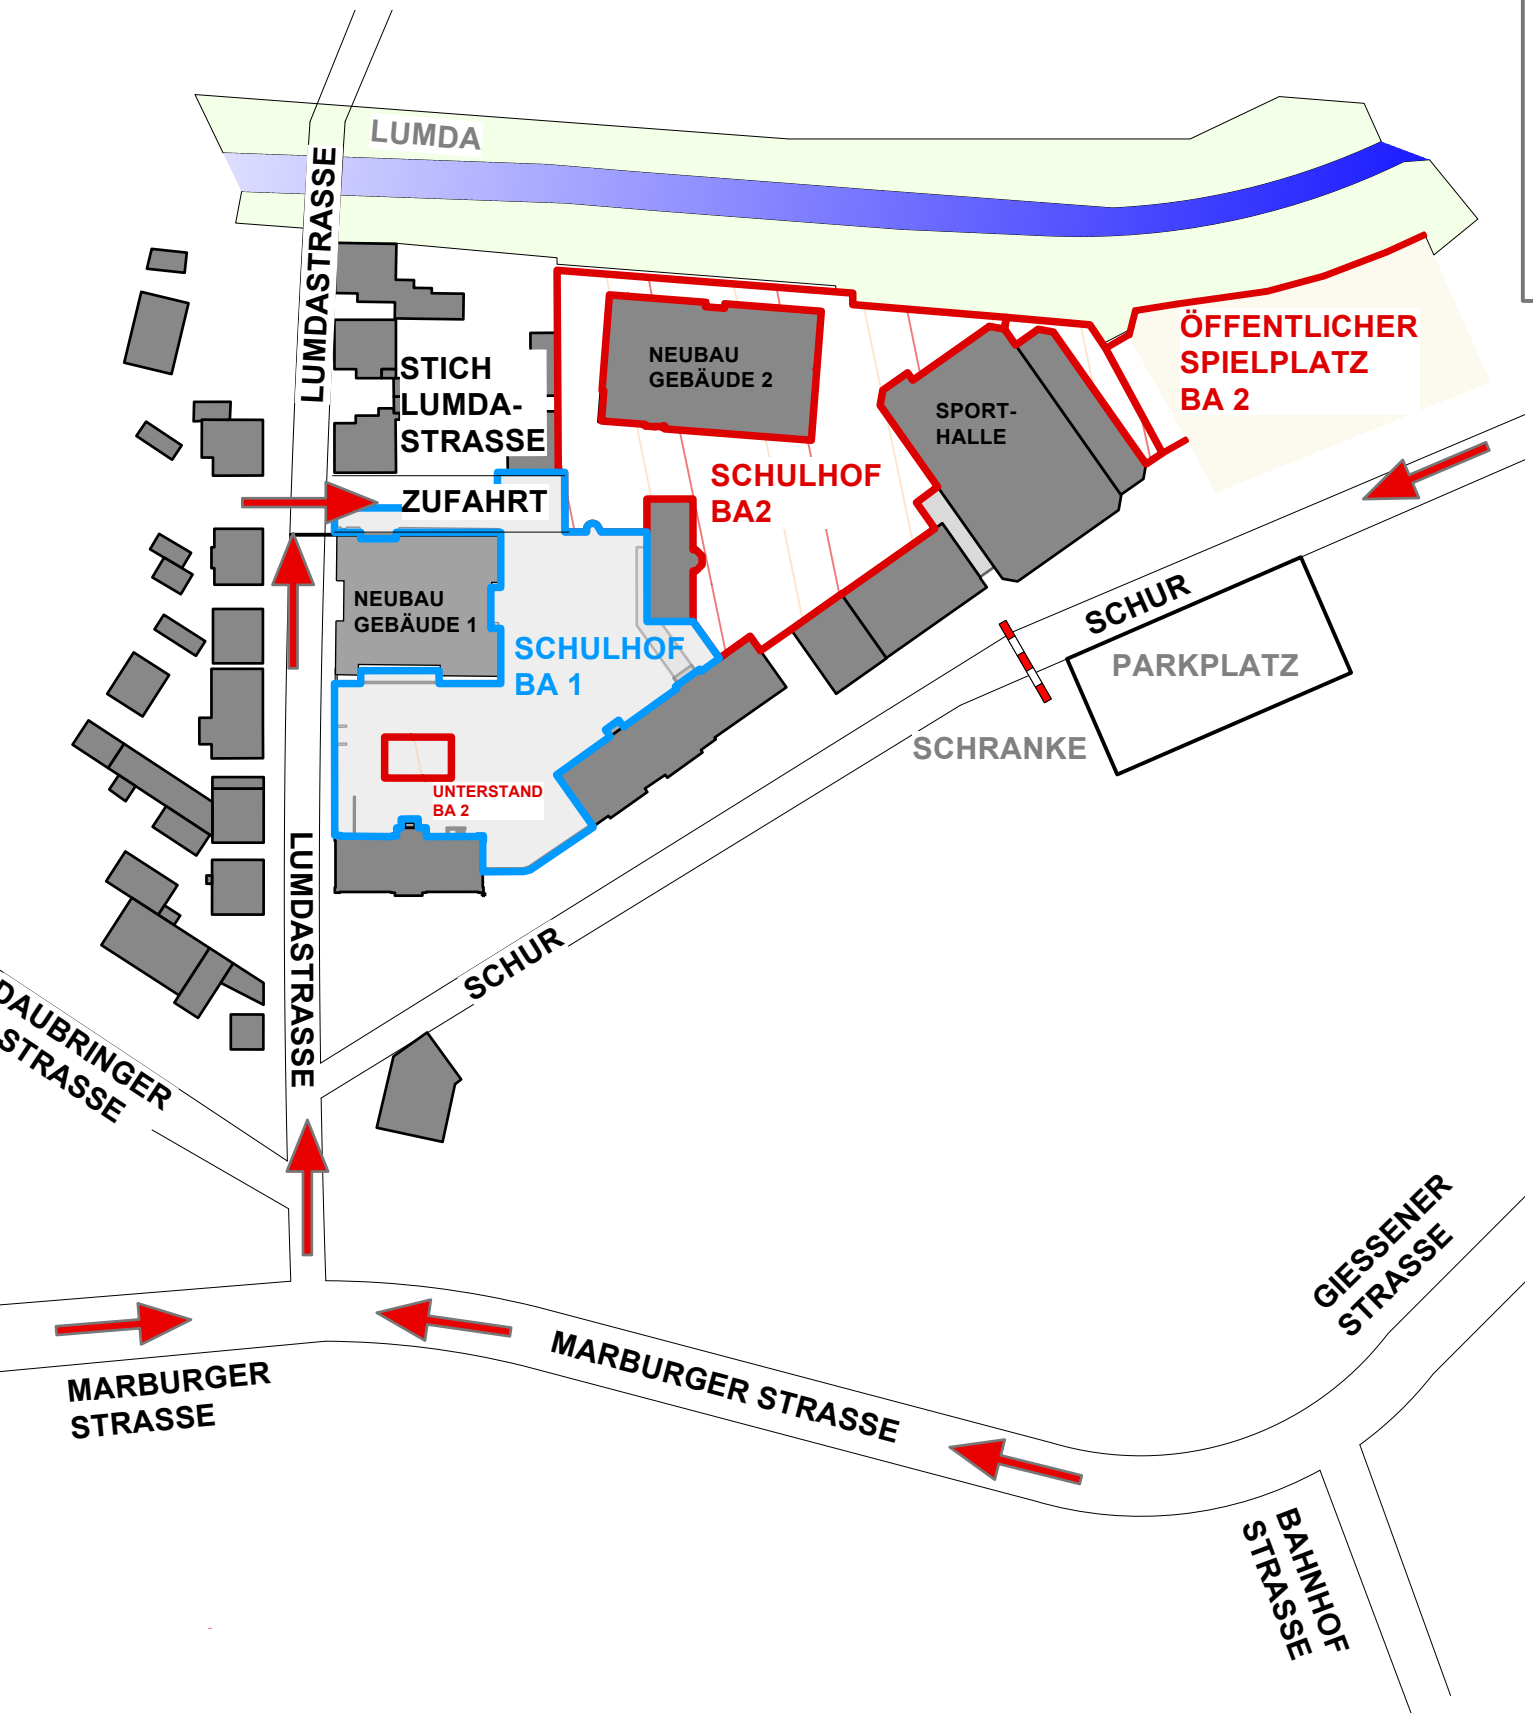 LUMDA
LUMDASTRASSE
STICH
LUMDA-
STRASSE
ZUFAHRT
NEUBAU
GEBÄUDE 2
SPORT-
HALLE
ÖFFENTLICHER
SPIELPLATZ
BA 2
SCHULHOF
BA2
NEUBAU
GEBÄUDE 1
SCHULHOF
BA 1
UNTERSTAND
BA 2
SCHUR
PARKPLATZ
SCHRANKE
LUMDASTRASSE
SCHUR
DAUBRINGER
STRASSE
GIESSENER
STRASSE
MARBURGER
STRASSE
MARBURGER STRASSE
BAHNHOF
STRASSE